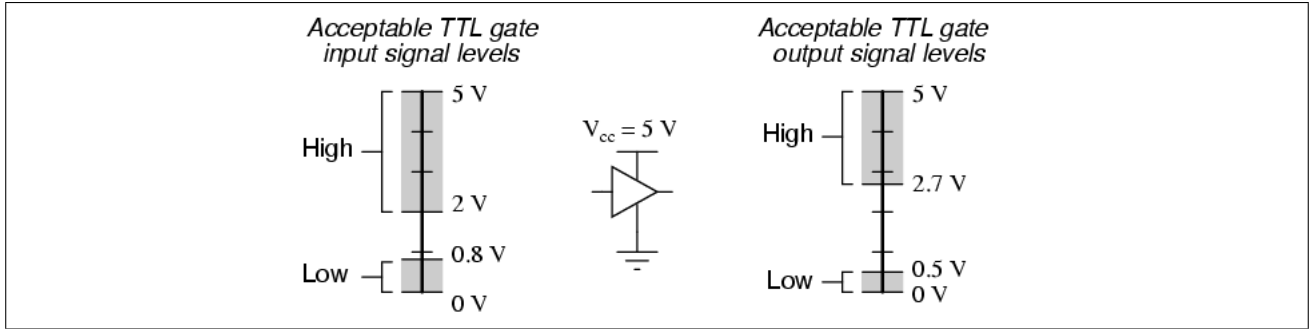 Acceptable TTL gate
input signal levels
5 V
High
2 V
0.8 V
Low
0 V
V_cc = 5 V
Acceptable TTL gate
output signal levels
5 V
High
2.7 V
0.5 V
Low
0 V